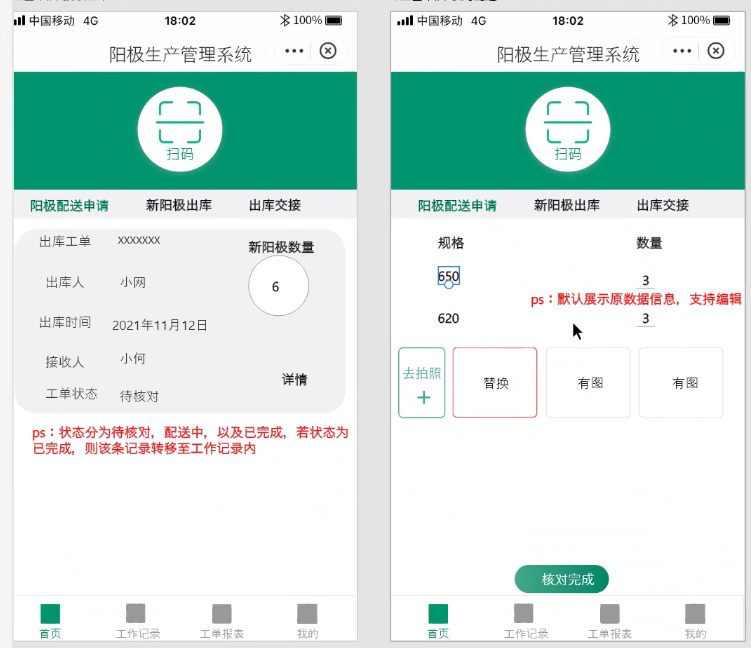 中国移动 4G 18:02 100%
阳极生产管理系统
扫码
阳极配送申请 新阳极出库 出库交接
出库工单 xxxxxxx
新阳极数量
出库人 小网
6
出库时间 2021年11月12日
接收人 小何
详情
工单状态 待核对
ps：状态分为待核对，配送中，以及已完成，若状态为
已完成，则该条记录转移至工作记录内
首页 工作记录 工单报表 我的
中国移动 4G 18:02 100%
阳极生产管理系统
扫码
阳极配送申请 新阳极出库 出库交接
规格 数量
650 3
ps：默认展示原数据信息，支持编辑
620 3
去拍照
+
替换 有图 有图
核对完成
首页 工作记录 工单报表 我的